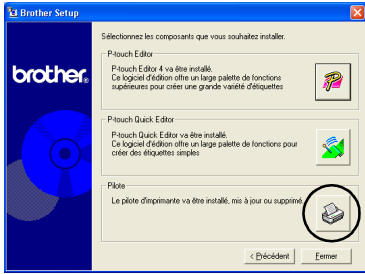 Brother Setup
Sélectionnez les composants que vous souhaitez installer.
P-touch Editor
brother®
P-touch Editor 4 va être installé.
Ce logiciel d'édition offre un large palette de fonctions
supérieures pour créer une grande variété d'étiquettes
P-touch Quick Editor
P-touch Quick Editor va être installé.
Ce logiciel d'édition offre un large palette de fonctions pour
créer des étiquettes simples
Pilote
Le pilote d'imprimante va être installé, mis à jour ou supprimé.
< Précédent
Fermer